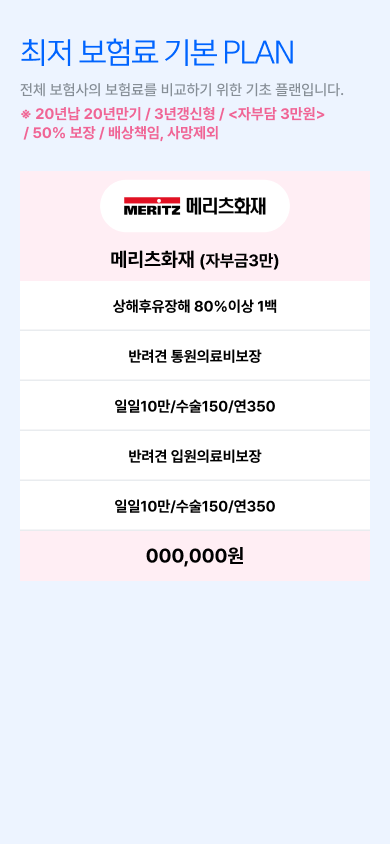 최저 보험료 기본 PLAN
전체 보험사의 보험료를 비교하기 위한 기초 플랜입니다.
※ 20년납 20년만기 / 3년갱신형 / <자부담 3만원>
/ 50% 보장 / 배상책임, 사망제외
MERITZ 메리츠화재
메리츠화재 (자부금3만)
상해후유장해 80%이상 1백
반려견 통원의료비보장
일일10만/수술150/연350
반려견 입원의료비보장
일일10만/수술150/연350
000,000원